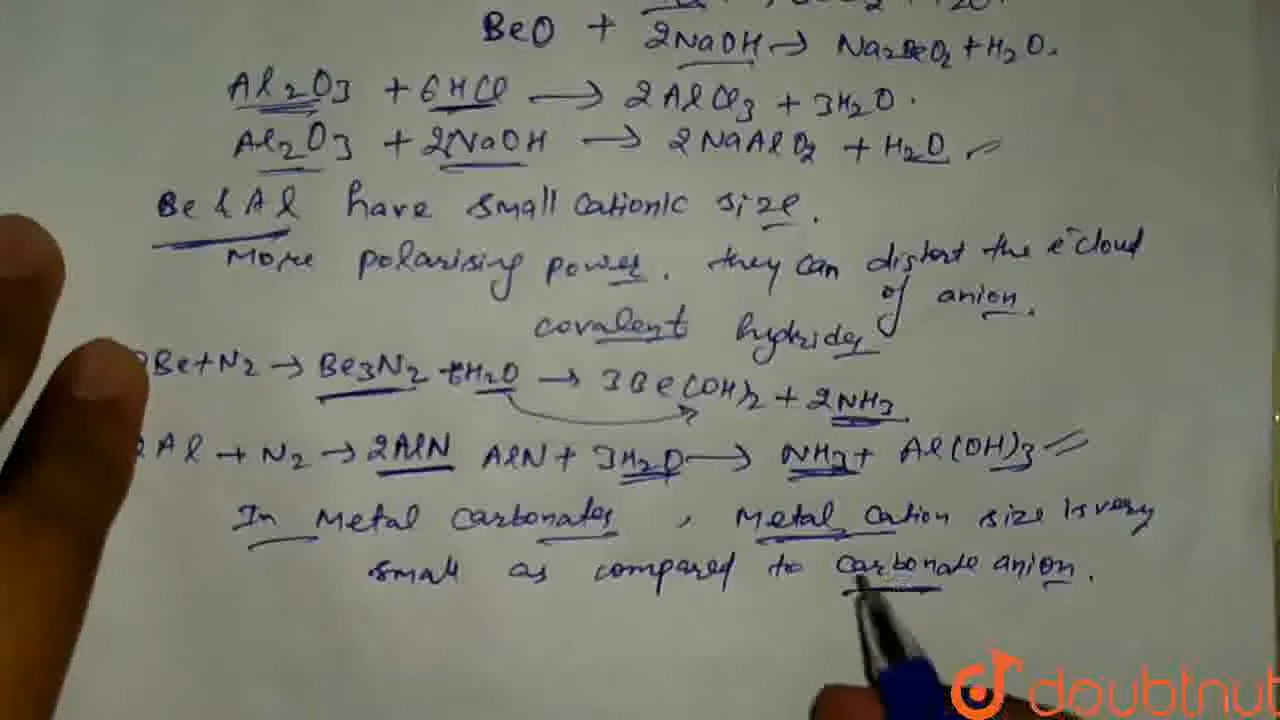 BeO + 2NaOH → Na2BeO2 + H2O.
Al2O3 + 6HCl → 2AlCl3 + 3H2O.
Al2O3 + 2NaOH → 2NaAlO2 + H2O
Be & Al have small cationic size.
More polarising power. they can distort the e- cloud
of anion.
covalent hydrides
Be+N2 → Be3N2 + 6H2O → 3Be(OH)2 + 2NH3
Al + N2 → 2AlN AlN + 3H2O → NH3 + Al(OH)3
In Metal Carbonates, Metal Cation size is very
small as compared to carbonate anion.
doubtnut